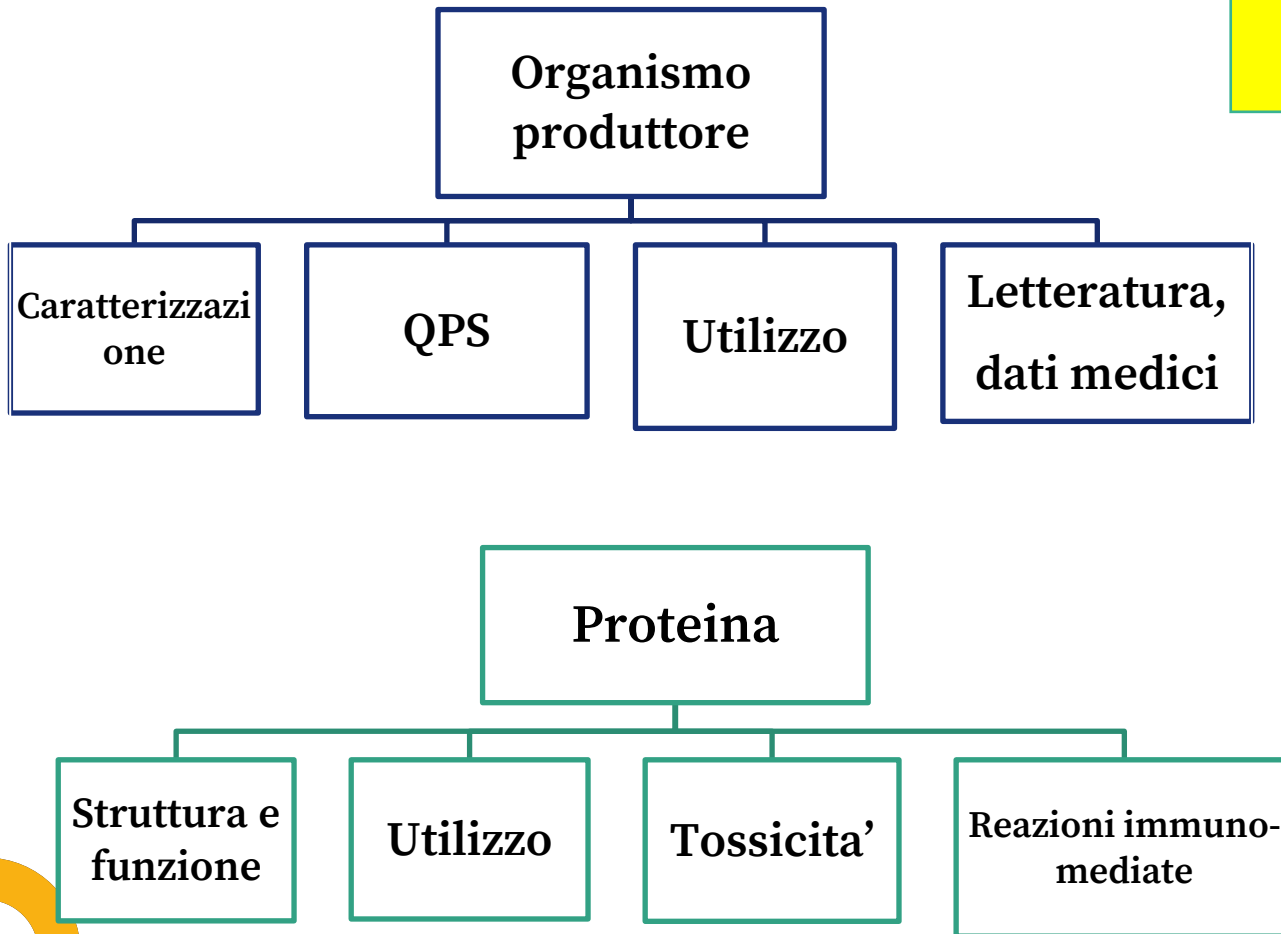 Organismo
produttore
Caratterizzazi
one
QPS
Utilizzo
Letteratura,
dati medici
Proteina
Struttura e
funzione
Utilizzo
Tossicita’
Reazioni immuno-
mediate